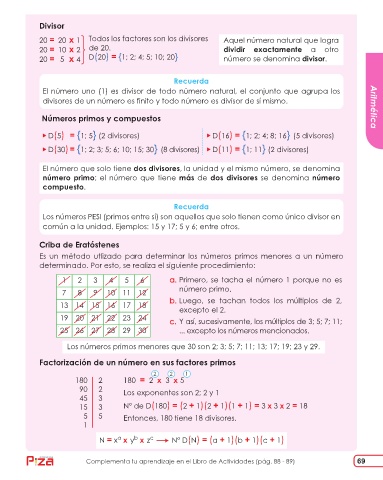 Divisor
20 = 20 x 1
20 = 10 x 2
20 = 5 x 4
Todos los factores son los divisores
de 20.
D(20) = {1; 2; 4; 5; 10; 20}
Aquel número natural que logra
dividir exactamente a otro
número se denomina divisor.
Recuerda
El número uno (1) es divisor de todo número natural, el conjunto que agrupa los
divisores de un número es finito y todo número es divisor de sí mismo.
Aritmética
Números primos y compuestos
D(5) = {1; 5} (2 divisores)
D(16) = {1; 2; 4; 8; 16} (5 divisores)
D(30) = {1; 2; 3; 5; 6; 10; 15; 30} (8 divisores)
D(11) = {1; 11} (2 divisores)
El número que solo tiene dos divisores, la unidad y el mismo número, se denomina
número primo; el número que tiene más de dos divisores se denomina número
compuesto.
Recuerda
Los números PESI (primos entre sí) son aquellos que solo tienen como único divisor en
común a la unidad. Ejemplos: 15 y 17; 5 y 6; entre otros.
Criba de Eratóstenes
Es un método utilizado para determinar los números primos menores a un número
determinado. Por esto, se realiza el siguiente procedimiento:
1 2 3 4 5 6
7 8 9 10 11 12
13 14 15 16 17 18
19 20 21 22 23 24
25 26 27 28 29 30
a. Primero, se tacha el número 1 porque no es
número primo.
b. Luego, se tachan todos los múltiplos de 2,
excepto el 2.
c. Y así, sucesivamente, los múltiplos de 3; 5; 7; 11;
... excepto los números mencionados.
Los números primos menores que 30 son 2; 3; 5; 7; 11; 13; 17; 19; 23 y 29.
Factorización de un número en sus factores primos
180 2
90 2
45 3
15 3
5 5
1
2 2 1
180 = 2 x 3 x 5
Los exponentes son 2; 2 y 1
N° de D(180) = (2 + 1)(2 + 1)(1 + 1) = 3 x 3 x 2 = 18
Entonces, 180 tiene 18 divisores.
N = xª x yᵇ x zᶜ → N° D(N) = (a + 1)(b + 1)(c + 1)
Complementa tu aprendizaje en el Libro de Actividades (pág. 88 - 89)
69